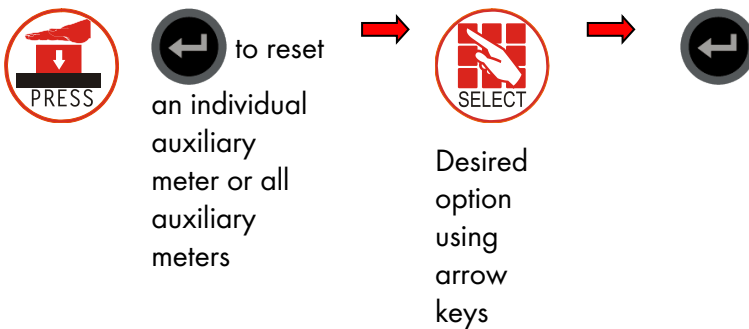 PRESS
to reset
an individual
auxiliary
meter or all
auxiliary
meters
SELECT
Desired
option
using
arrow
keys